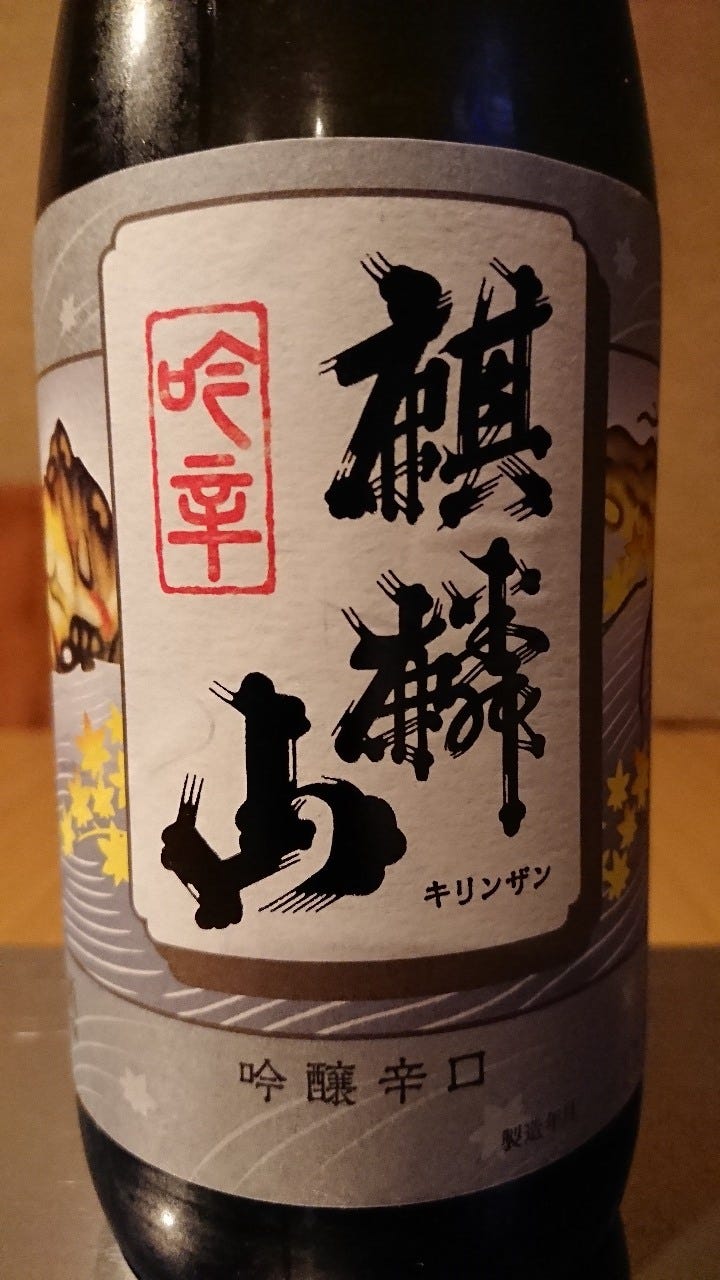 麒麟山
キリンザン
吟辛
吟醸辛口
製造年月